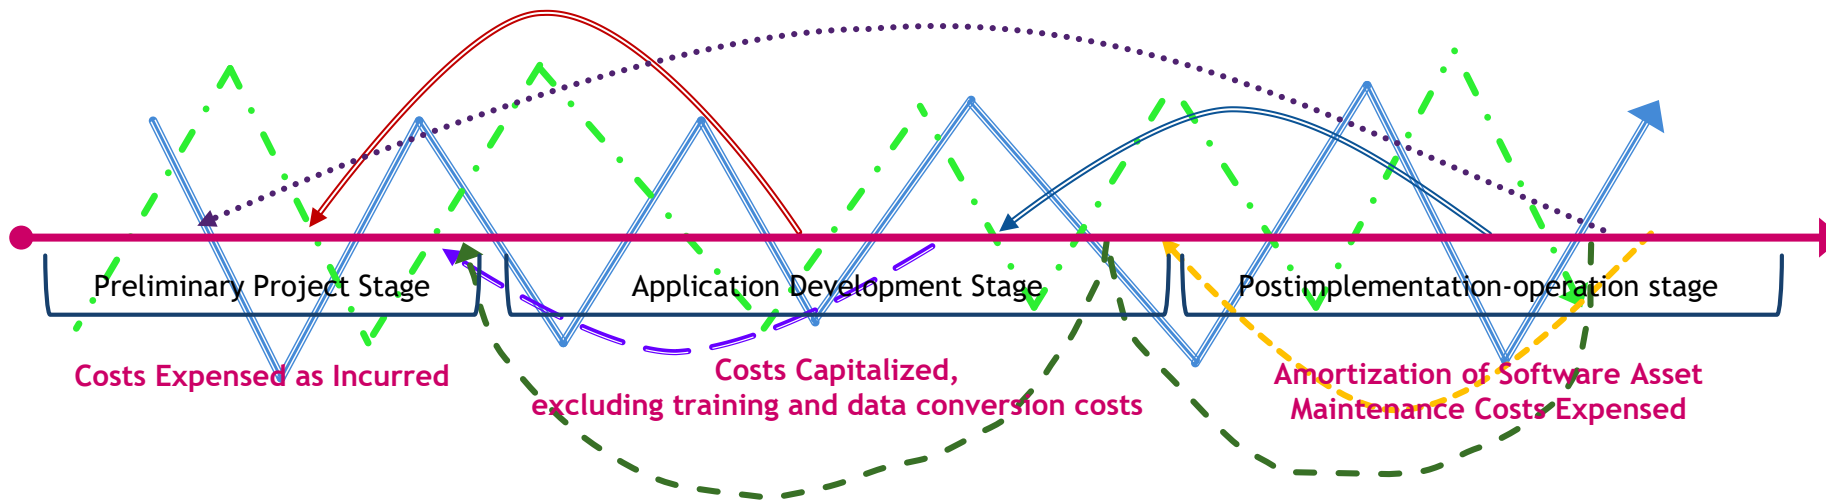 Preliminary Project Stage
Application Development Stage
Postimplementation-operation stage
Costs Expensed as Incurred
Costs Capitalized,
excluding training and data conversion costs
Amortization of Software Asset
Maintenance Costs Expensed